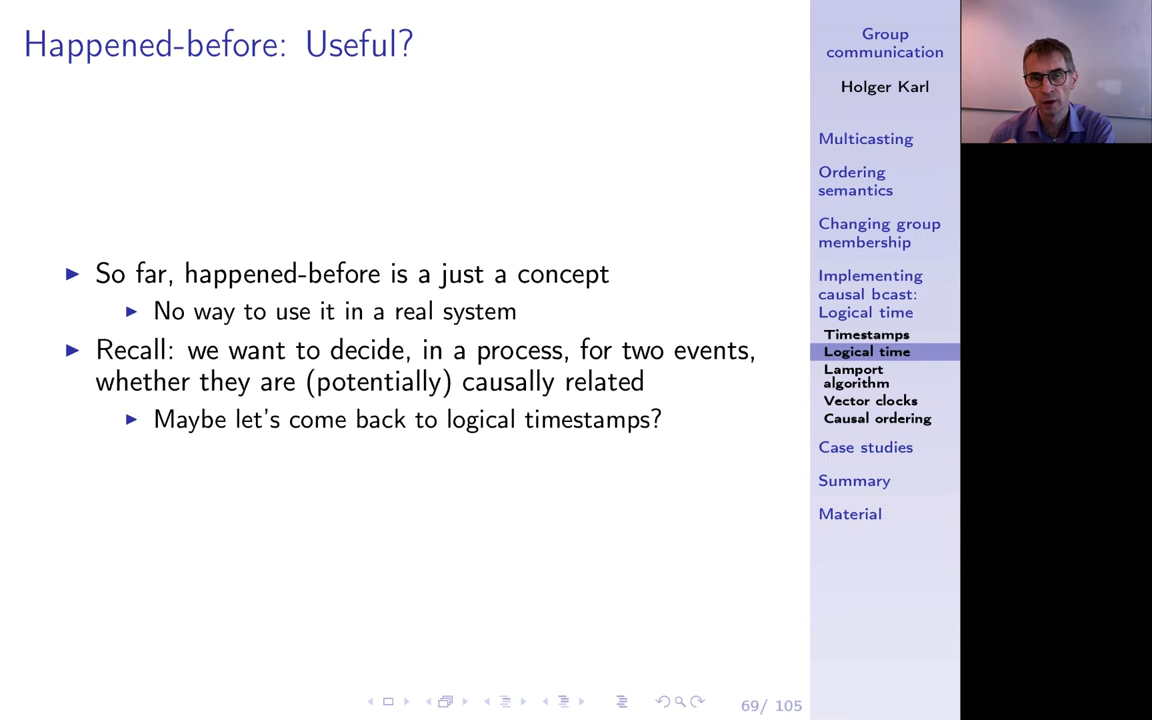 Happened-before: Useful?
So far, happened-before is a just a concept
No way to use it in a real system
Recall: we want to decide, in a process, for two events,
whether they are (potentially) causally related
Maybe let's come back to logical timestamps?
69/ 105
Group
communication
Holger Karl
Multicasting
Ordering
semantics
Changing group
membership
Implementing
causal bcast:
Logical time
Timestamps
Logical time
Lamport
algorithm
Vector clocks
Causal ordering
Case studies
Summary
Material